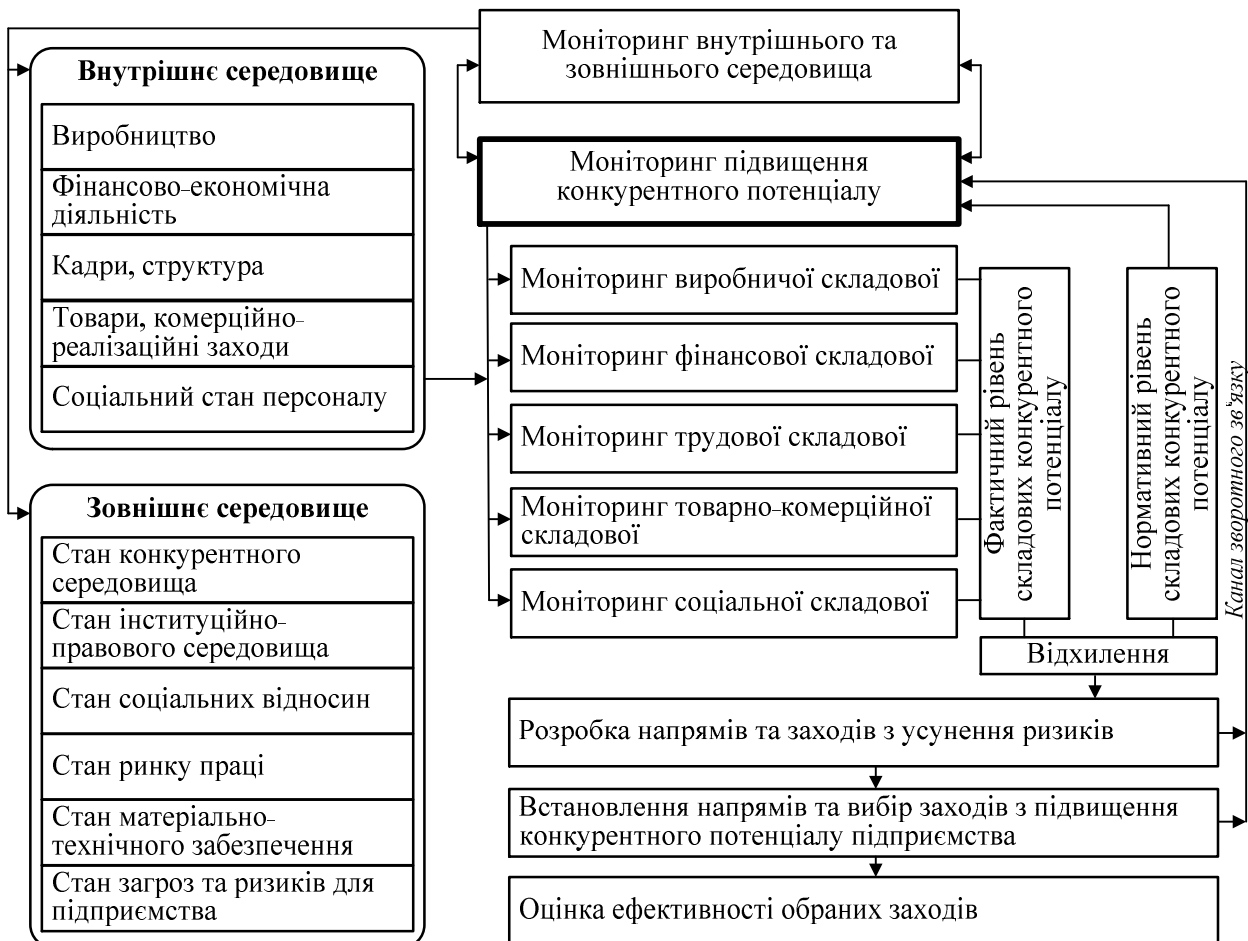 Моніторинг внутрішнього та
зовнішнього середовища
Внутрішнє середовище
Виробництво
Фінансово-економічна
діяльність
Кадри, структура
Товари, комерційно-
реалізаційні заходи
Соціальний стан персоналу
Моніторинг підвищення
конкурентного потенціалу
Моніторинг виробничої складової
Моніторинг фінансової складової
Моніторинг трудової складової
Моніторинг товарно-комерційної
складової
Моніторинг соціальної складової
Фактичний рівень
складових конкурентного
потенціалу
Нормативний рівень
складових конкурентного
потенціалу
Канал зворотного зв'язку
Зовнішнє середовище
Стан конкурентного
середовища
Стан інституційно-
правового середовища
Стан соціальних відносин
Стан ринку праці
Стан матеріально-
технічного забезпечення
Стан загроз та ризиків для
підприємства
Відхилення
Розробка напрямів та заходів з усунення ризиків
Встановлення напрямів та вибір заходів з підвищення
конкурентного потенціалу підприємства
Оцінка ефективності обраних заходів